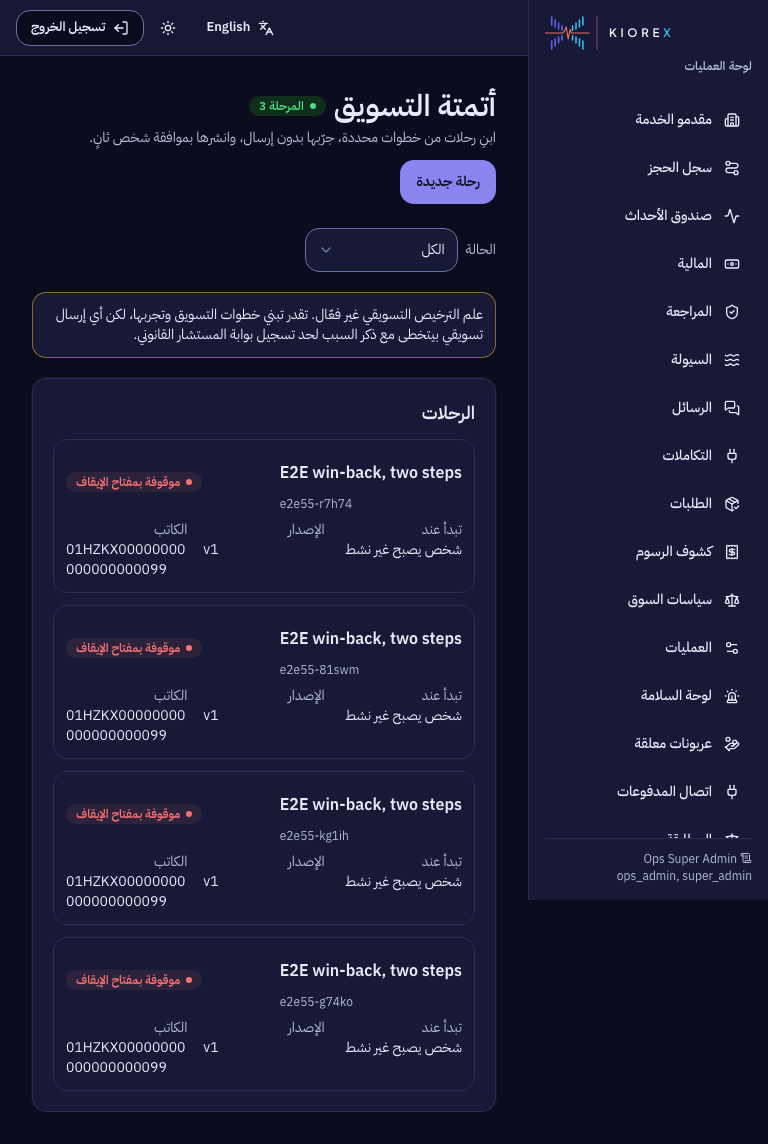 KIOREX
لوحة العمليات
مقدمو الخدمة
سجل الحجز
صندوق الأحداث
المالية
المراجعة
السيولة
الرسائل
التكاملات
الطلبات
كشوف الرسوم
سياسات السوق
العمليات
لوحة السلامة
عربونات معلقة
اتصال المدفوعات
Ops Super Admin
ops_admin, super_admin
English
تسجيل الخروج
أتمتة التسويق
المرحلة 3
ابنِ رحلات من خطوات محددة، جرّبها بدون إرسال، وانشرها بموافقة شخص ثانٍ.
رحلة جديدة
الحالة
الكل
علم الترخيص التسويقي غير فعّال. تقدر تبني خطوات التسويق وتجربها، لكن أي إرسال
تسويقي بيتخطى مع ذكر السبب لحد تسجيل بوابة المستشار القانوني.
الرحلات
E2E win-back, two steps
موقوفة بمفتاح الإيقاف
e2e55-r7h74
تبدأ عند الإصدار الكاتب
شخص يصبح غير نشط v1 01HZKX00000000
000000000099
E2E win-back, two steps
موقوفة بمفتاح الإيقاف
e2e55-81swm
تبدأ عند الإصدار الكاتب
شخص يصبح غير نشط v1 01HZKX00000000
000000000099
E2E win-back, two steps
موقوفة بمفتاح الإيقاف
e2e55-kg1ih
تبدأ عند الإصدار الكاتب
شخص يصبح غير نشط v1 01HZKX00000000
000000000099
E2E win-back, two steps
موقوفة بمفتاح الإيقاف
e2e55-g74ko
تبدأ عند الإصدار الكاتب
شخص يصبح غير نشط v1 01HZKX00000000
000000000099